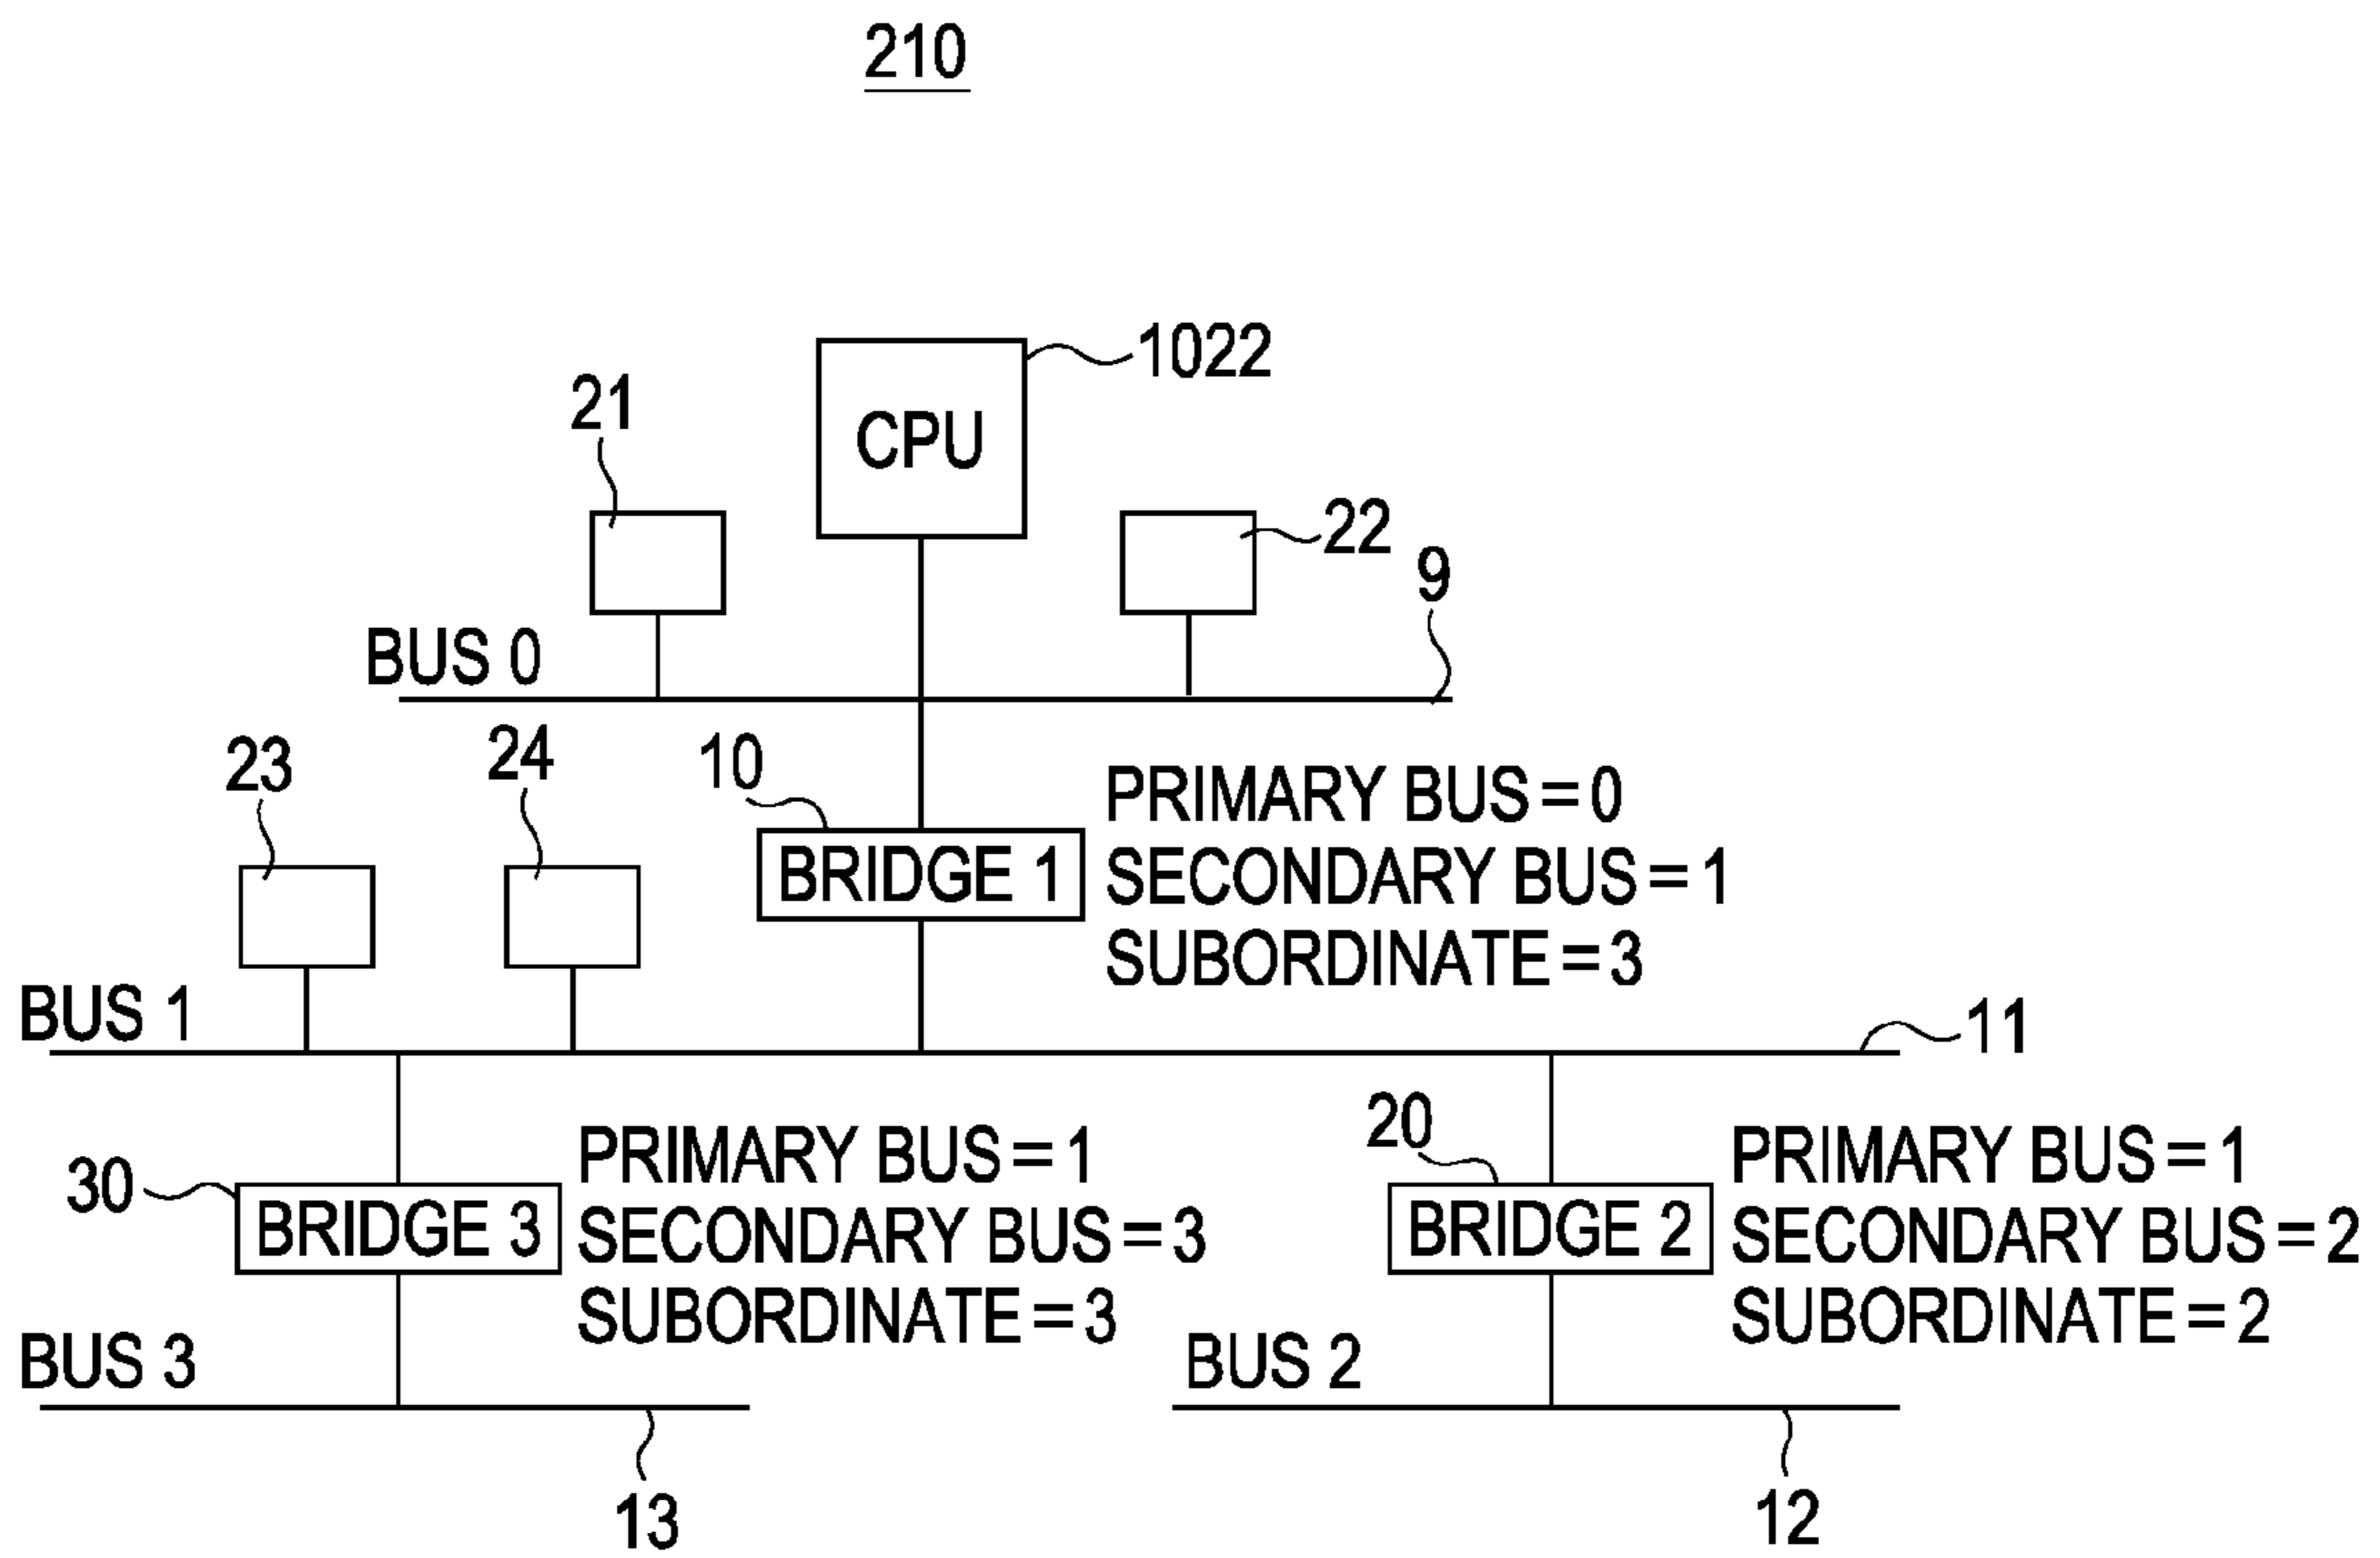 210
1022
CPU
21
22
9
BUS 0
23
24
10
BRIDGE 1
PRIMARY BUS=0
SECONDARY BUS=1
SUBORDINATE=3
BUS 1
11
30
BRIDGE 3
PRIMARY BUS=1
SECONDARY BUS=3
SUBORDINATE=3
20
BRIDGE 2
PRIMARY BUS=1
SECONDARY BUS=2
SUBORDINATE=2
BUS 3
BUS 2
13
12